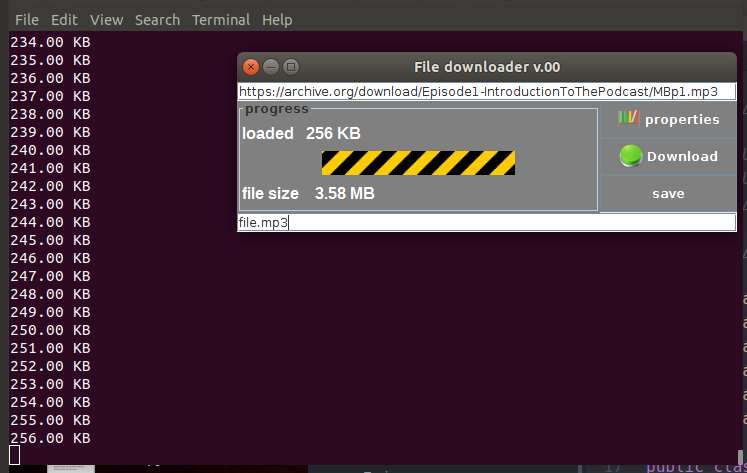 File Edit View Search Terminal Help
234.00 KB
235.00 KB
236.00 KB
237.00 KB
238.00 KB
239.00 KB
240.00 KB
241.00 KB
242.00 KB
243.00 KB
244.00 KB
245.00 KB
246.00 KB
247.00 KB
248.00 KB
249.00 KB
250.00 KB
251.00 KB
252.00 KB
253.00 KB
254.00 KB
255.00 KB
256.00 KB
File downloader v.00
https://archive.org/download/Episode1-IntroductionToThePodcast/MBp1.mp3
progress
loaded 256 KB
file size 3.58 MB
properties
Download
save
file.mp3
17 public clas